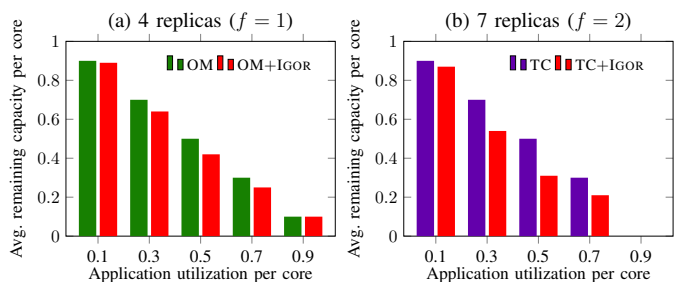 (a) 4 replicas (f = 1)
Avg. remaining capacity per core
1
0.8
0.6
0.4
0.2
0
OM OM+IGOR
0.1 0.3 0.5 0.7 0.9
Application utilization per core
(b) 7 replicas (f = 2)
Avg. remaining capacity per core
1
0.8
0.6
0.4
0.2
0
TC TC+IGOR
0.1 0.3 0.5 0.7 0.9
Application utilization per core